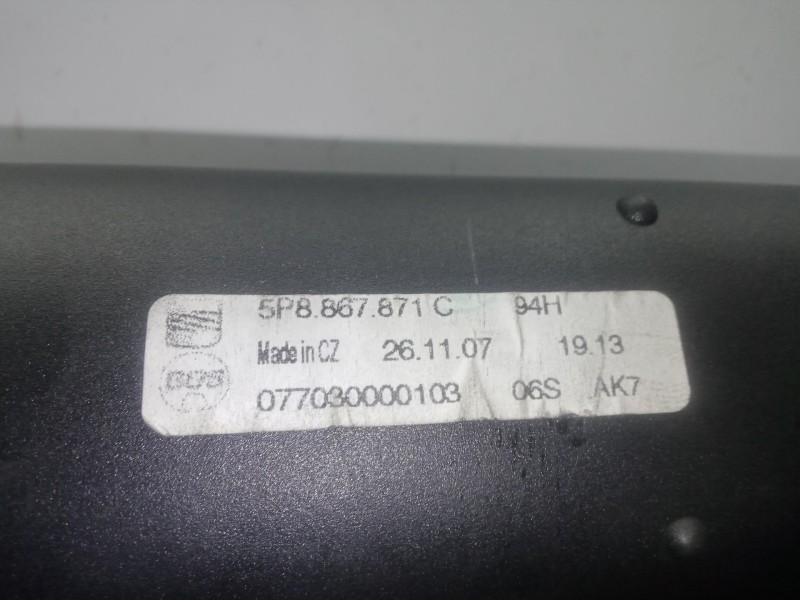 5P8.867.871 C 94H
Made in CZ 26.11.07 19.13
077030000103 06S AK7